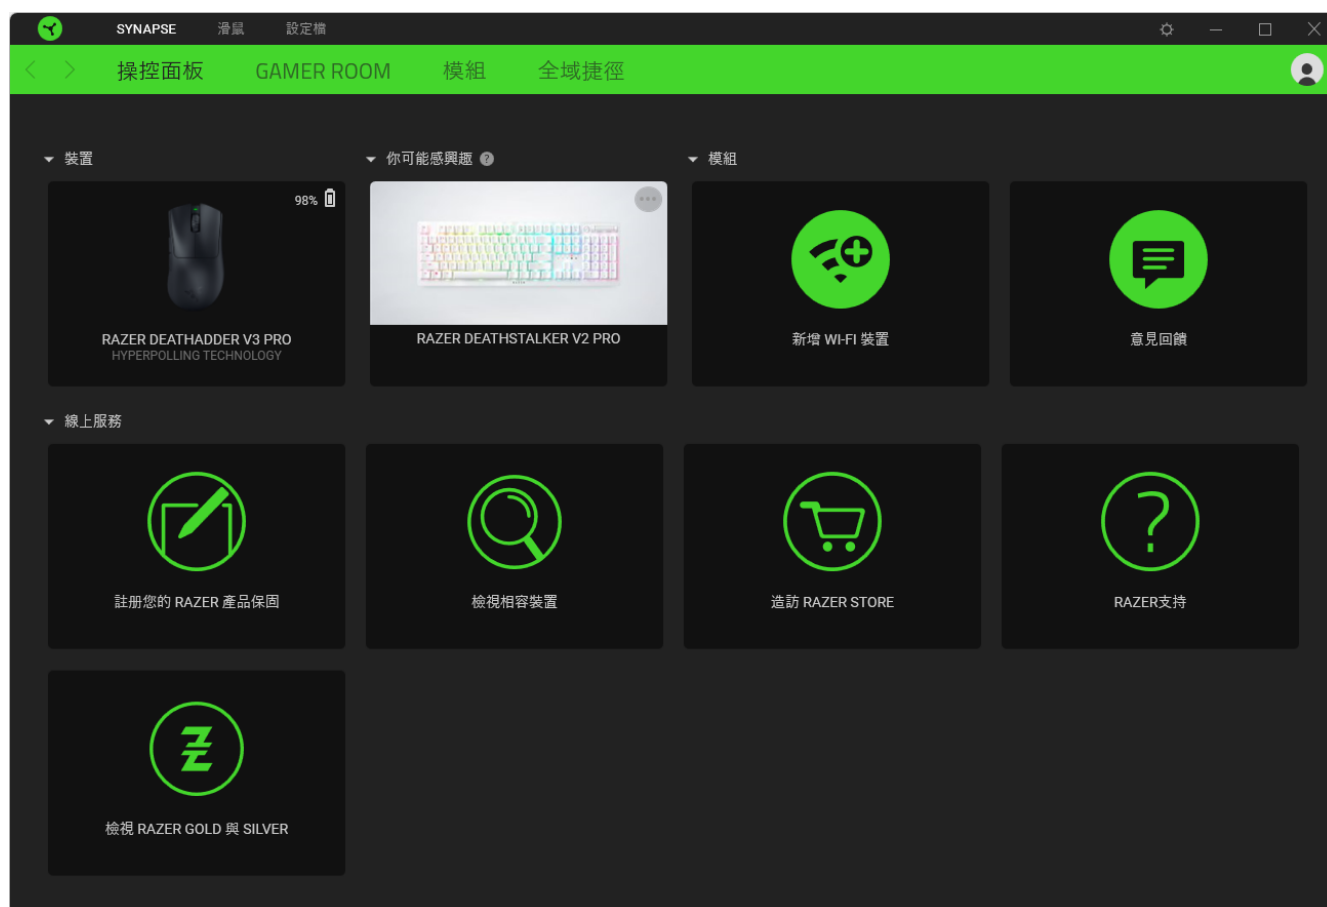 SYNAPSE 滑鼠 設定檔
操控面板 GAMER ROOM 模組 全域捷徑
裝置
98%
RAZER DEATHADDER V3 PRO
HYPERPOLLING TECHNOLOGY
你可能感興趣 ?
RAZER DEATHSTALKER V2 PRO
模組
新增 WI-FI 裝置
意見回饋
線上服務
註册您的 RAZER 產品保固
檢視相容裝置
造訪 RAZER STORE
RAZER支持
檢視 RAZER GOLD 與 SILVER